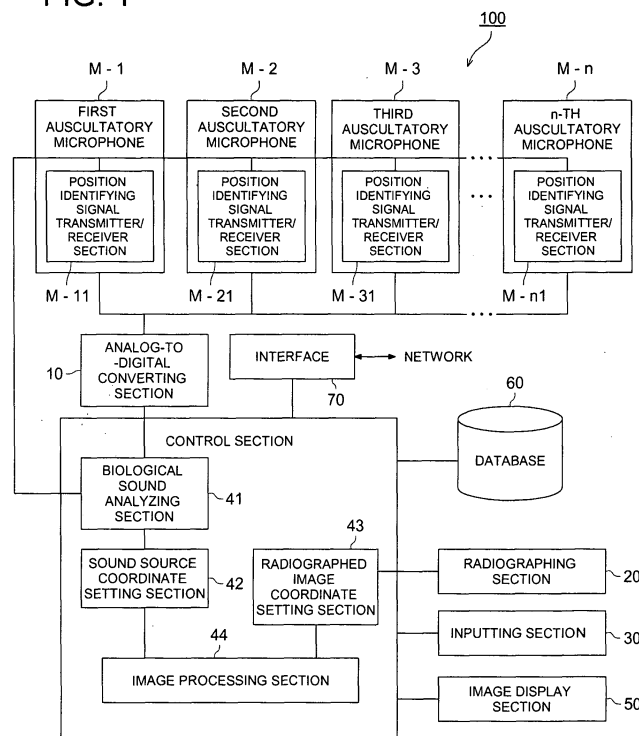 FIG. 1
100
M - 1
M - 2
M - 3
M - n
FIRST
AUSCULTATORY
MICROPHONE
SECOND
AUSCULTATORY
MICROPHONE
THIRD
AUSCULTATORY
MICROPHONE
n-TH
AUSCULTATORY
MICROPHONE
POSITION
IDENTIFYING
SIGNAL
TRANSMITTER/
RECEIVER
SECTION
POSITION
IDENTIFYING
SIGNAL
TRANSMITTER/
RECEIVER
SECTION
POSITION
IDENTIFYING
SIGNAL
TRANSMITTER/
RECEIVER
SECTION
POSITION
IDENTIFYING
SIGNAL
TRANSMITTER/
RECEIVER
SECTION
M - 11
M - 21
M - 31
M - n1
10
ANALOG-TO
-DIGITAL
CONVERTING
SECTION
INTERFACE
NETWORK
70
60
DATABASE
CONTROL SECTION
BIOLOGICAL
SOUND
ANALYZING
SECTION
41
SOUND SOURCE
COORDINATE
SETTING SECTION
42
43
RADIOGRAPHED
IMAGE
COORDINATE
SETTING SECTION
44
IMAGE PROCESSING SECTION
RADIOGRAPHING
SECTION
20
INPUTTING SECTION
30
IMAGE DISPLAY
SECTION
50